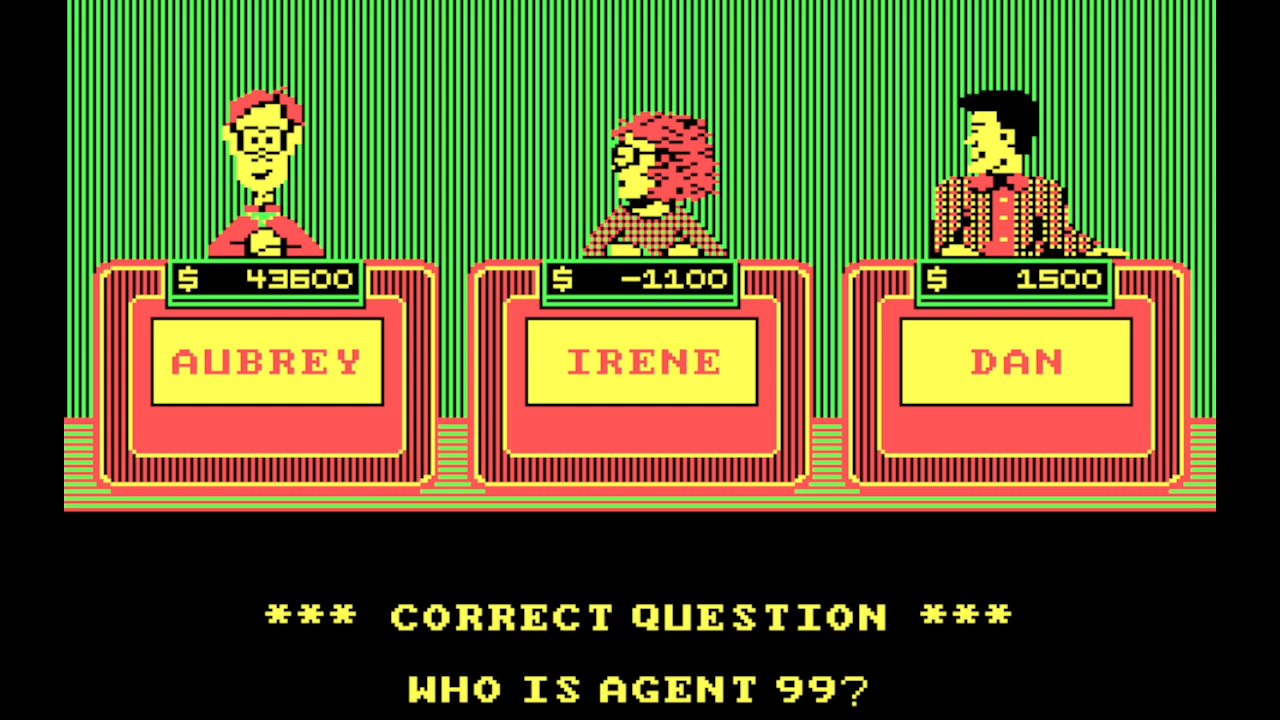 $ 43600 $ -1100 $ 1500
AUBREY IRENE DAN
*** CORRECT QUESTION ***
WHO IS AGENT 99?